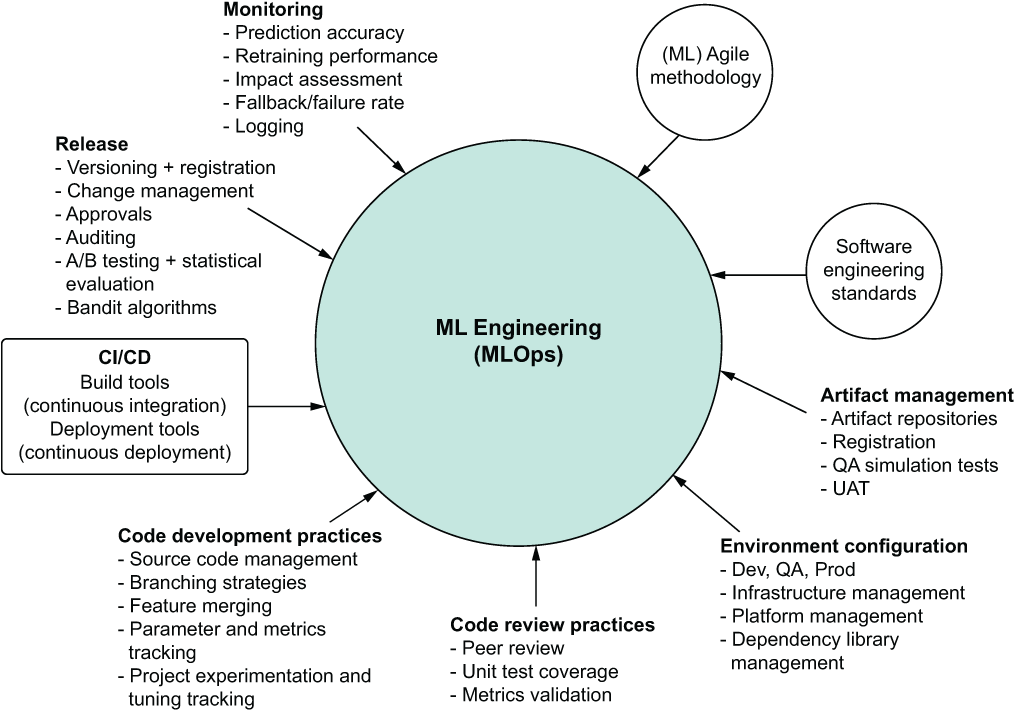 Monitoring
- Prediction accuracy
- Retraining performance
- Impact assessment
- Fallback/failure rate
- Logging
(ML) Agile
methodology
Release
- Versioning + registration
- Change management
- Approvals
- Auditing
- A/B testing + statistical
evaluation
- Bandit algorithms
Software
engineering
standards
ML Engineering
(MLOps)
CI/CD
Build tools
(continuous integration)
Deployment tools
(continuous deployment)
Artifact management
- Artifact repositories
- Registration
- QA simulation tests
- UAT
Code development practices
- Source code management
- Branching strategies
- Feature merging
- Parameter and metrics
tracking
- Project experimentation and
tuning tracking
Code review practices
- Peer review
- Unit test coverage
- Metrics validation
Environment configuration
- Dev, QA, Prod
- Infrastructure management
- Platform management
- Dependency library
management